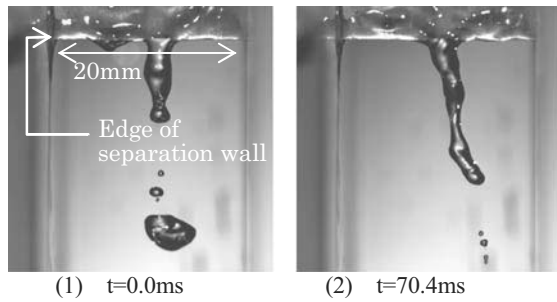 20mm
Edge of
separation wall
(1) t=0.0ms
(2) t=70.4ms